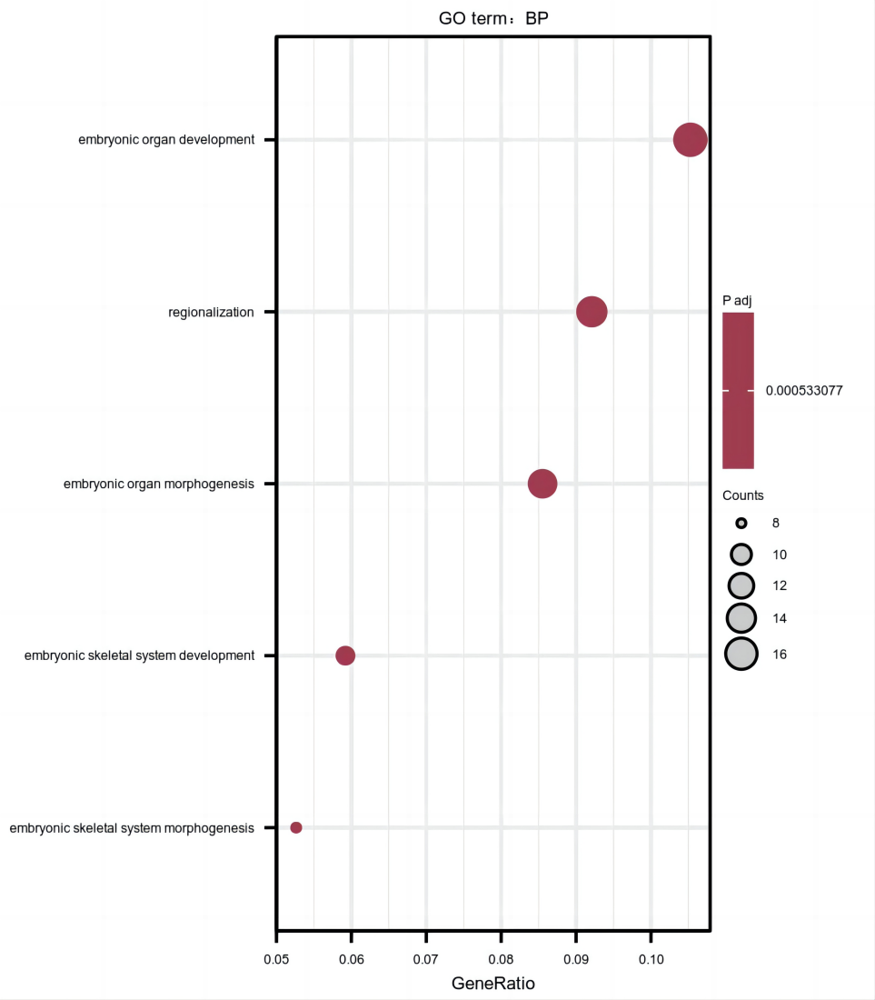 GO term：BP
embryonic organ development
regionalization
embryonic organ morphogenesis
embryonic skeletal system development
embryonic skeletal system morphogenesis
0.05 0.06 0.07 0.08 0.09 0.10
GeneRatio
P adj
0.000533077
Counts
8
10
12
14
16